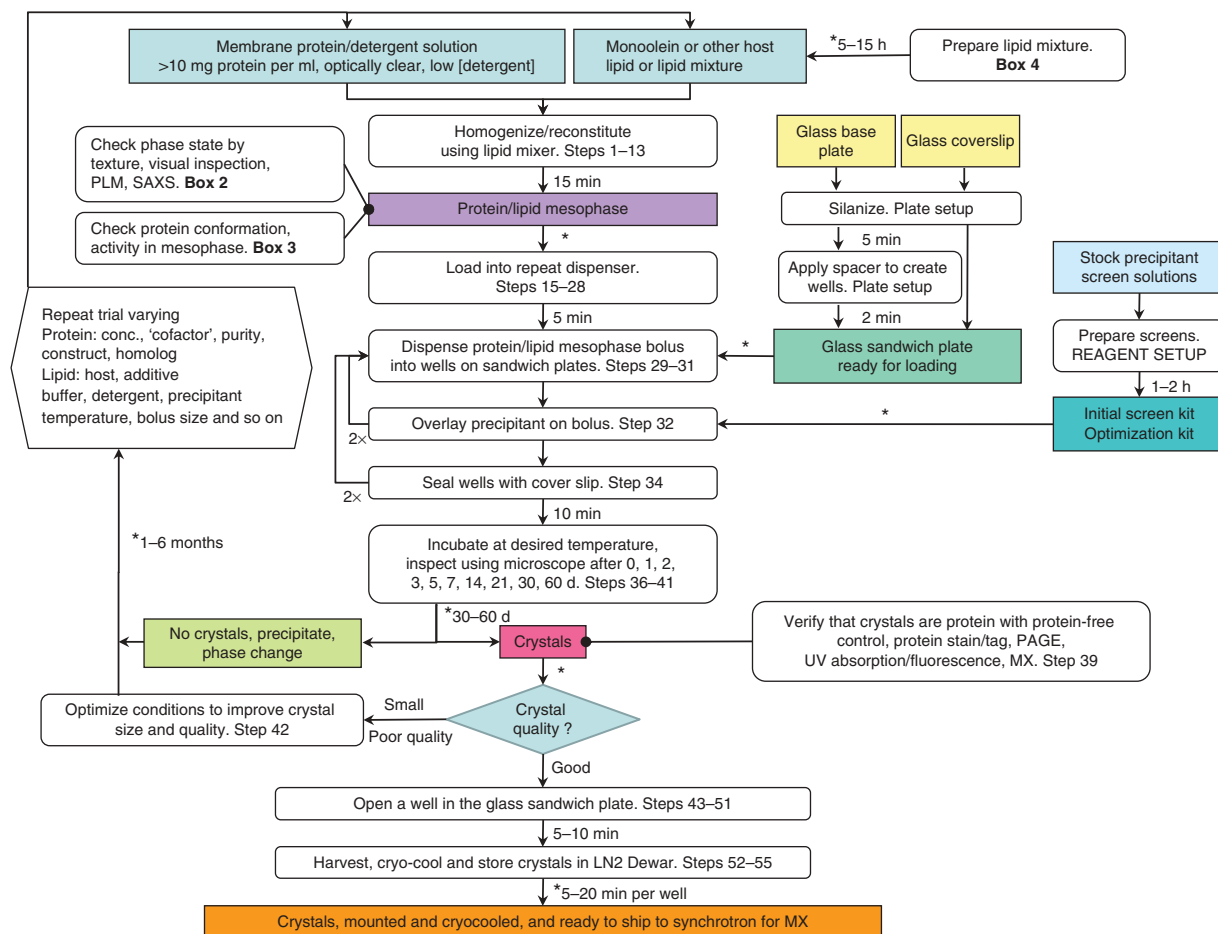 Membrane protein/detergent solution
>10 mg protein per ml, optically clear, low [detergent]
Monoolein or other host
lipid or lipid mixture
*5–15 h
Prepare lipid mixture.
Box 4
Homogenize/reconstitute
using lipid mixer. Steps 1–13
Check phase state by
texture, visual inspection,
PLM, SAXS. Box 2
15 min
Protein/lipid mesophase
Check protein conformation,
activity in mesophase. Box 3
*
Glass base
plate
Glass coverslip
Silanize. Plate setup
5 min
Apply spacer to create
wells. Plate setup
2 min
Glass sandwich plate
ready for loading
*
Stock precipitant
screen solutions
Prepare screens.
REAGENT SETUP
1–2 h
Initial screen kit
Optimization kit
*
Load into repeat dispenser.
Steps 15–28
5 min
Dispense protein/lipid mesophase bolus
into wells on sandwich plates. Steps 29–31
Overlay precipitant on bolus. Step 32
2×
Seal wells with cover slip. Step 34
2×
10 min
Repeat trial varying
Protein: conc., ‘cofactor’, purity,
construct, homolog
Lipid: host, additive
buffer, detergent, precipitant
temperature, bolus size and so on
*1–6 months
Incubate at desired temperature,
inspect using microscope after 0, 1, 2,
3, 5, 7, 14, 21, 30, 60 d. Steps 36–41
*30–60 d
No crystals, precipitate,
phase change
Crystals
Verify that crystals are protein with protein-free
control, protein stain/tag, PAGE,
UV absorption/fluorescence, MX. Step 39
*
Crystal
quality ?
Small
Poor quality
Optimize conditions to improve crystal
size and quality. Step 42
Good
Open a well in the glass sandwich plate. Steps 43–51
5–10 min
Harvest, cryo-cool and store crystals in LN2 Dewar. Steps 52–55
*5–20 min per well
Crystals, mounted and cryocooled, and ready to ship to synchrotron for MX